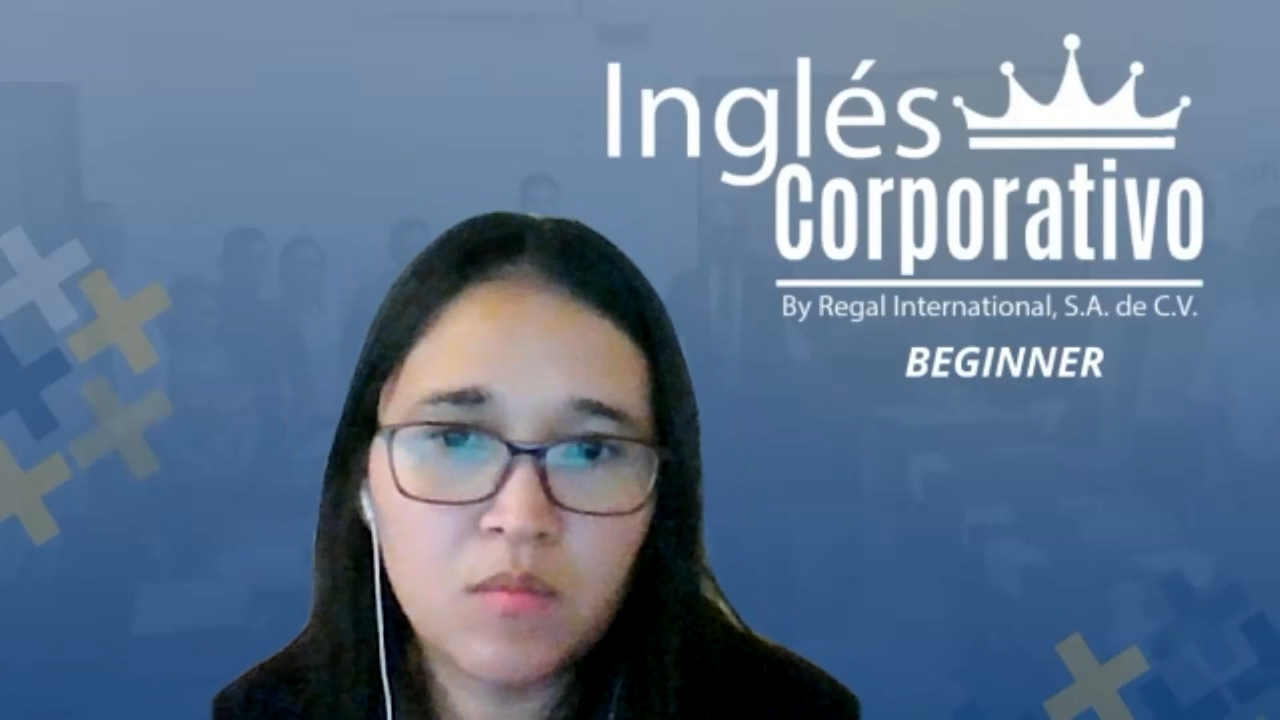 Inglés
Corporativo
By Regal International, S.A. de C.V.
BEGINNER